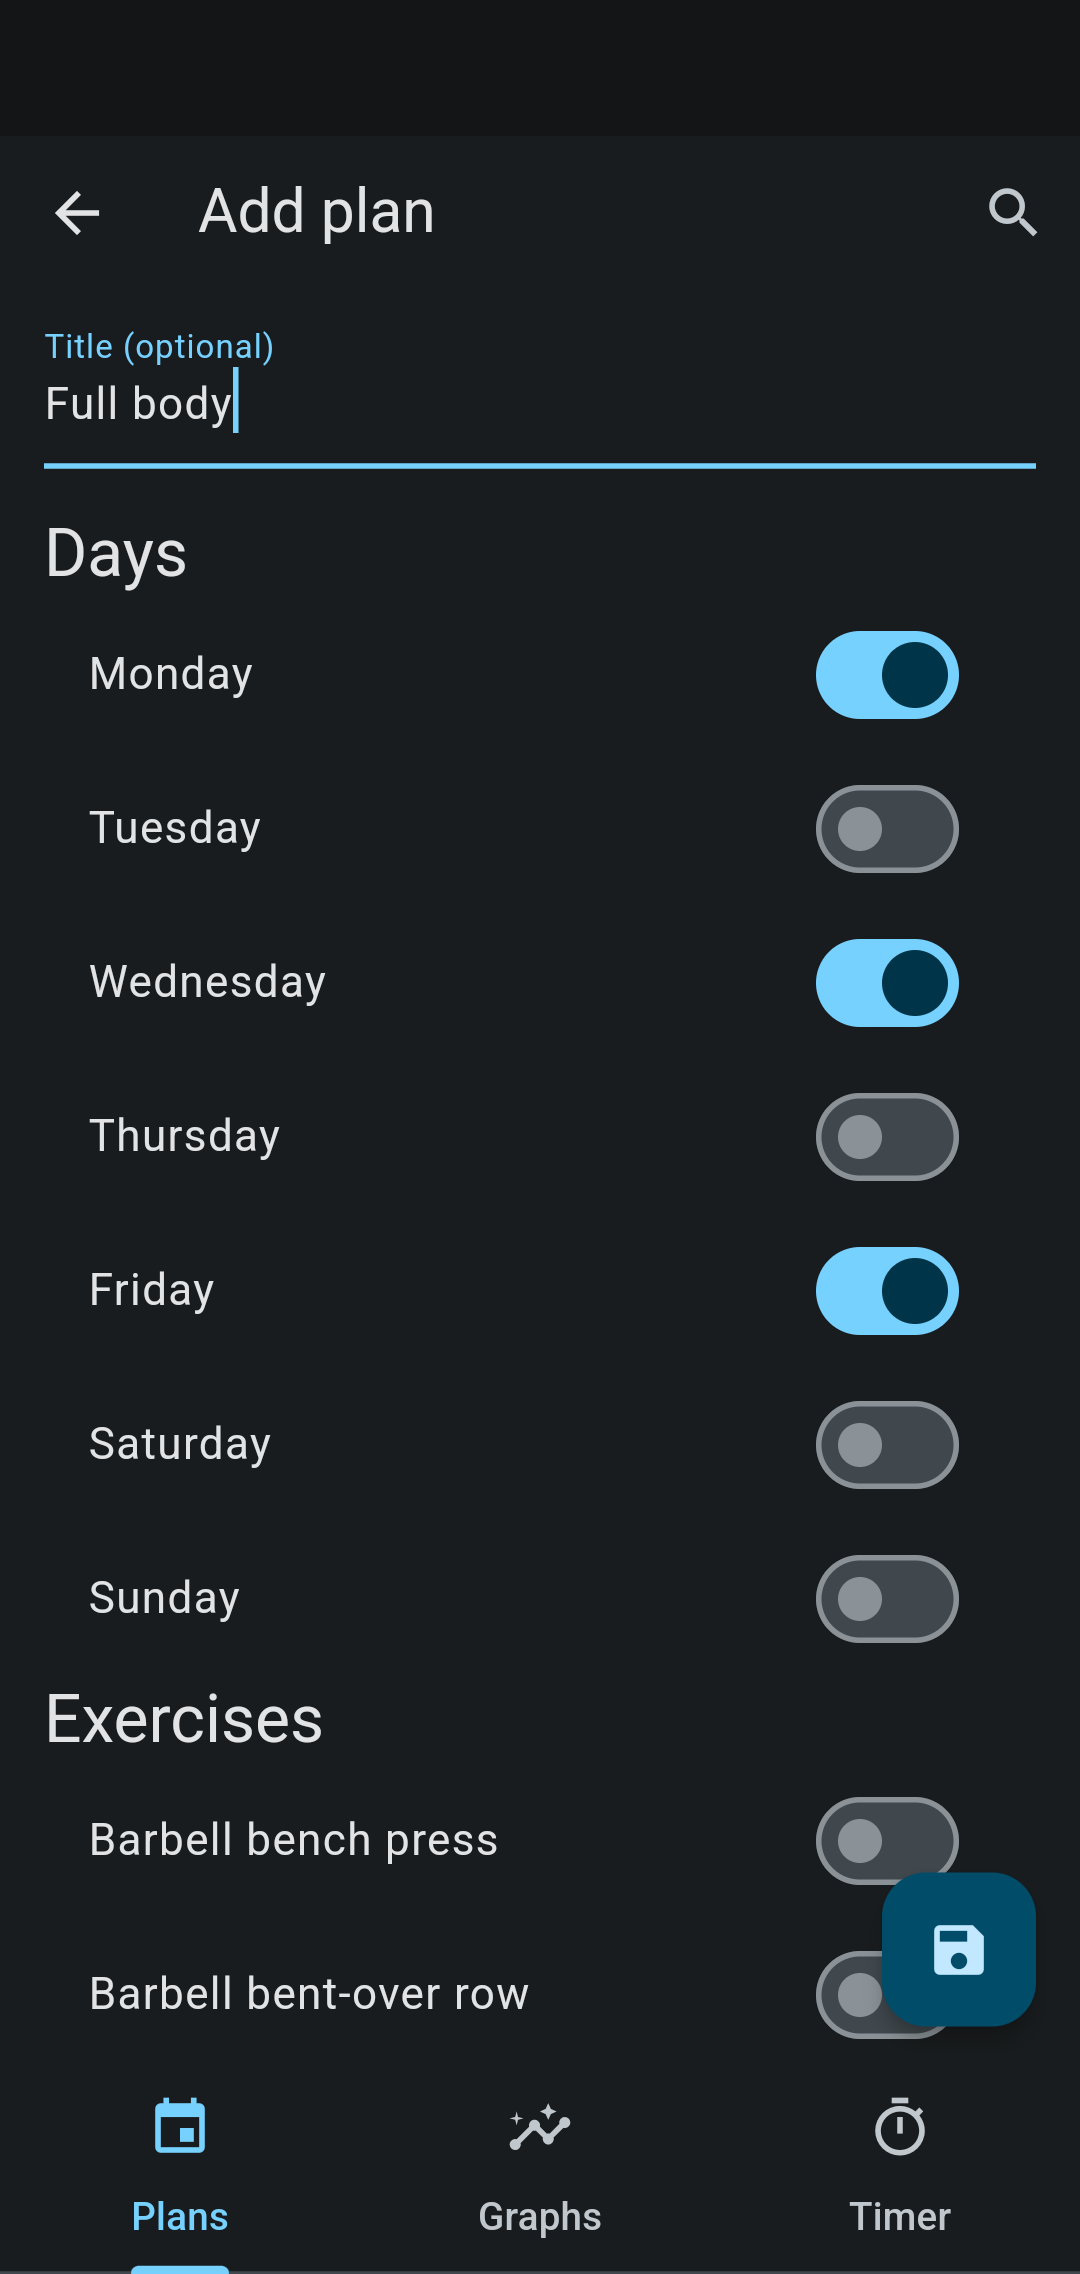 Add plan
Title (optional)
Full body
Days
Monday
Tuesday
Wednesday
Thursday
Friday
Saturday
Sunday
Exercises
Barbell bench press
Barbell bent-over row
Plans
Graphs
Timer